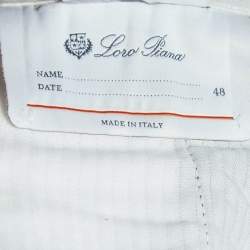 Loro Piana
NAME
DATE 48
MADE IN ITALY